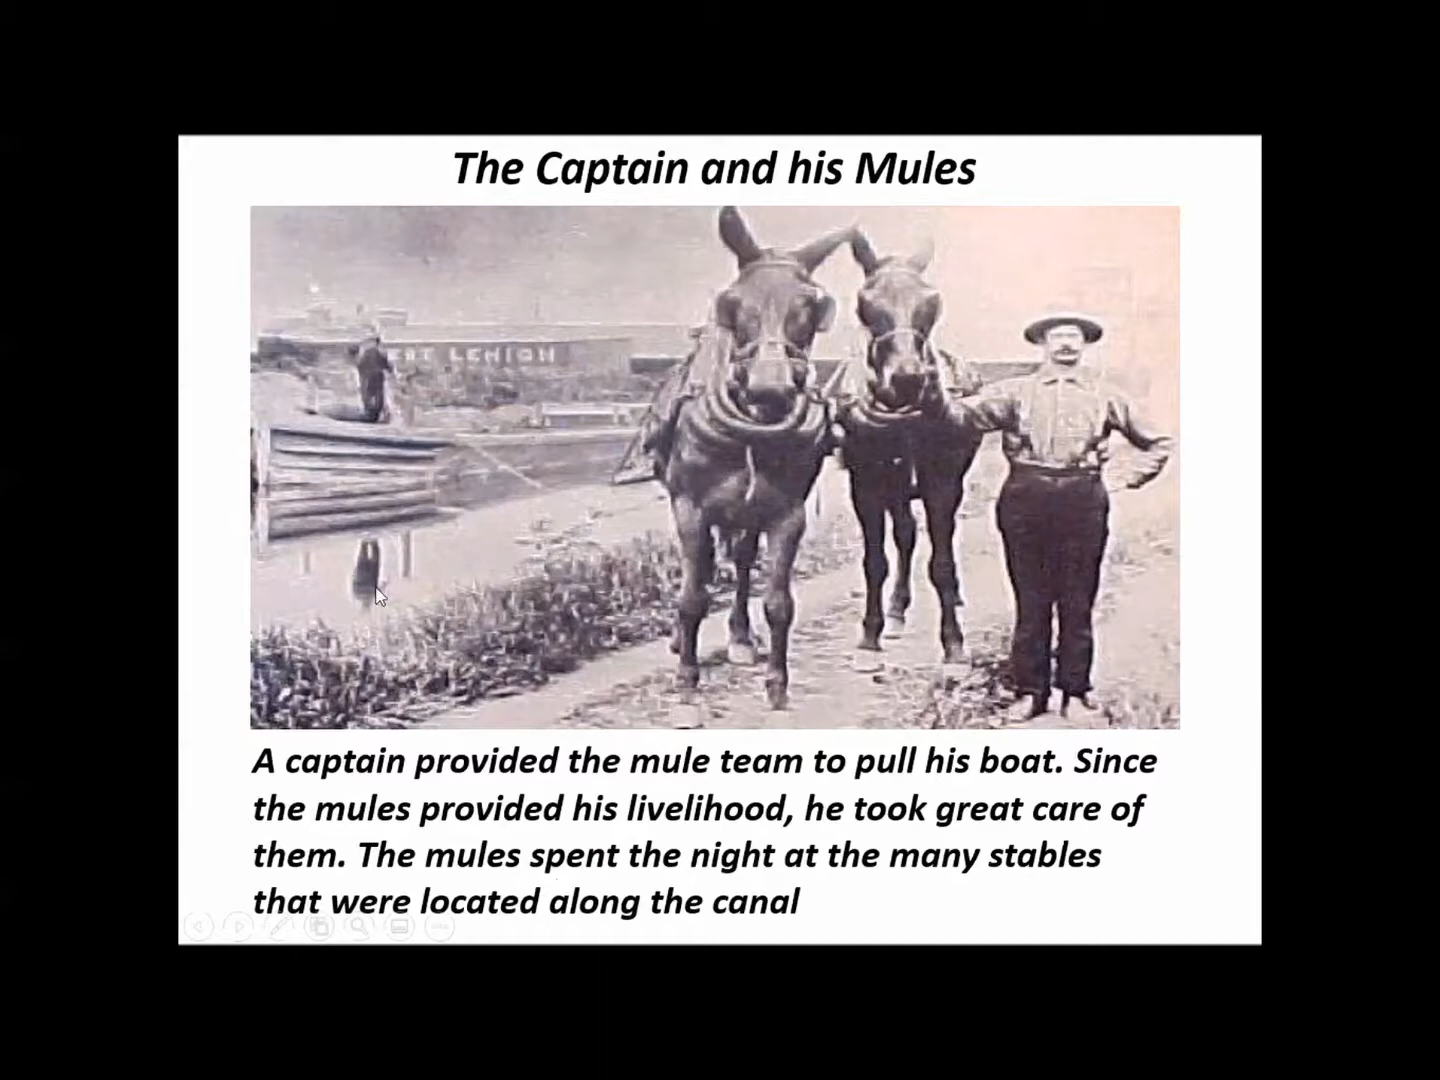 The Captain and his Mules
LEHIGH
A captain provided the mule team to pull his boat. Since
the mules provided his livelihood, he took great care of
them. The mules spent the night at the many stables
that were located along the canal